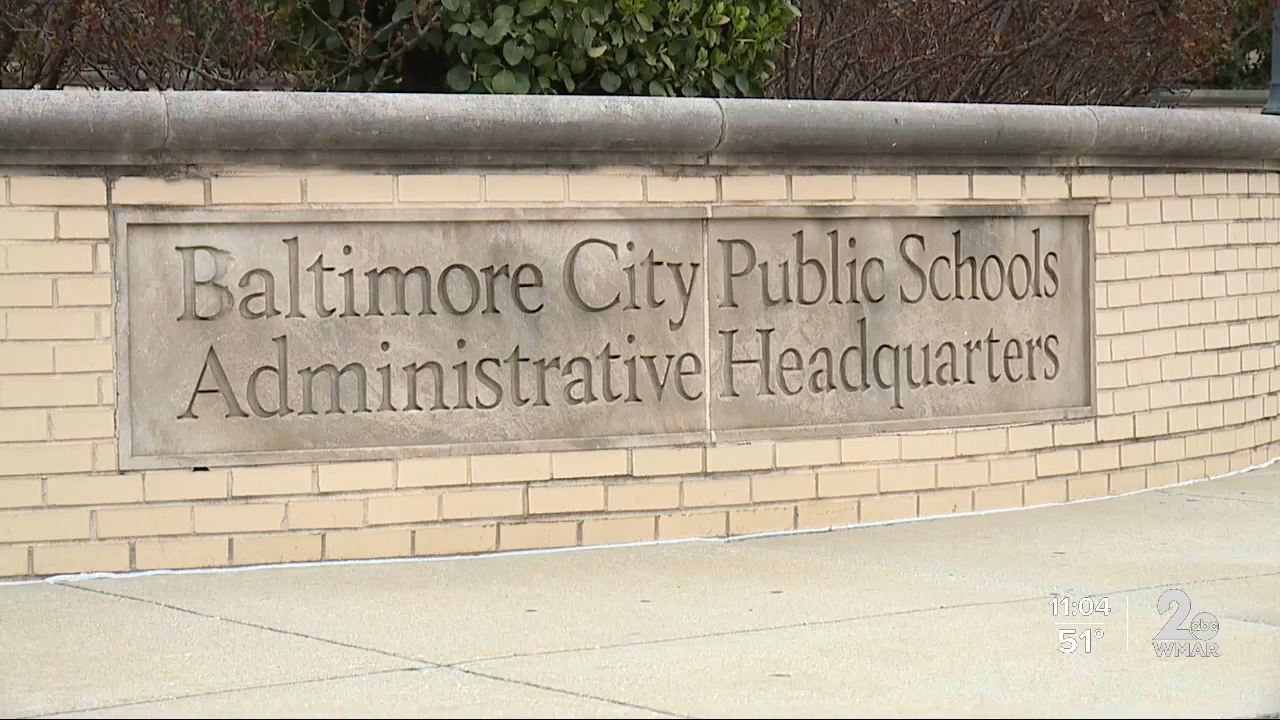 Baltimore City Public Schools
Administrative Headquarters
11:04
51°
2 abc
WMAR